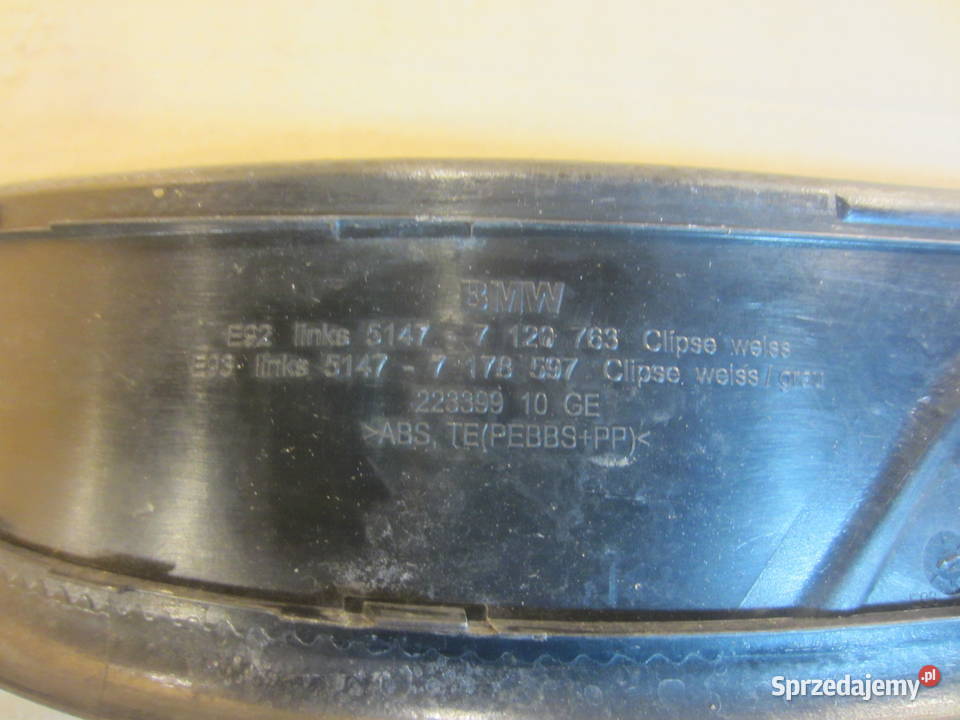 BMW
E92 links 5147 - 7 120 763 Clipse weiss
E93 links 5147 - 7 178 597 Clipse weiss / grau
223399 10 GE
>ABS, TE(PEBBS+PP)<
Sprzedajemy.pl